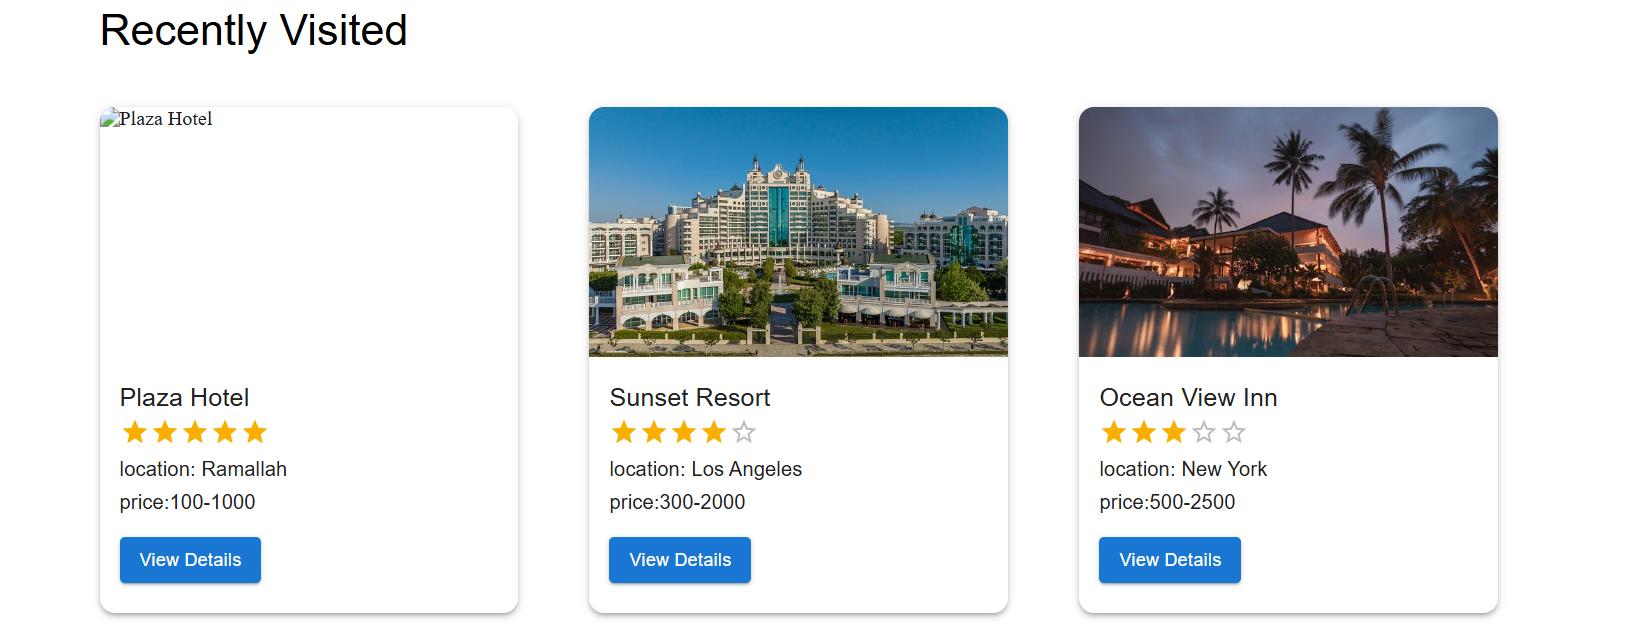 Recently Visited
Plaza Hotel
Plaza Hotel
location: Ramallah
price:100-1000
View Details
Sunset Resort
location: Los Angeles
price:300-2000
View Details
Ocean View Inn
location: New York
price:500-2500
View Details